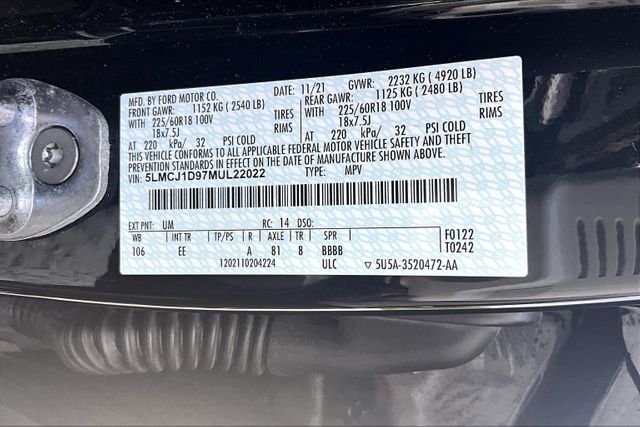 MFD. BY FORD MOTOR CO.
DATE: 11/21 GVWR: 2232 KG ( 4920 LB)
FRONT GAWR: 1152 KG ( 2540 LB)
REAR GAWR: 1125 KG ( 2480 LB)
WITH 225/60R18 100V TIRES
WITH 225/60R18 100V TIRES
18x7.5J RIMS
18x7.5J RIMS
AT 220 kPa/ 32 PSI COLD
AT 220 kPa/ 32 PSI COLD
THIS VEHICLE CONFORMS TO ALL APPLICABLE FEDERAL MOTOR VEHICLE SAFETY AND THEFT
PREVENTION STANDARDS IN EFFECT ON THE DATE OF MANUFACTURE SHOWN ABOVE.
VIN: 5LMCJ1D97MUL22022 TYPE: MPV
EXT PNT: UM RC: 14 DSO:
WB INT TR TP/PS R AXLE TR SPR
106 EE A 81 8 BBBB
F0122
T0242
1202110204224 ULC ▽ 5U5A-3520472-AA